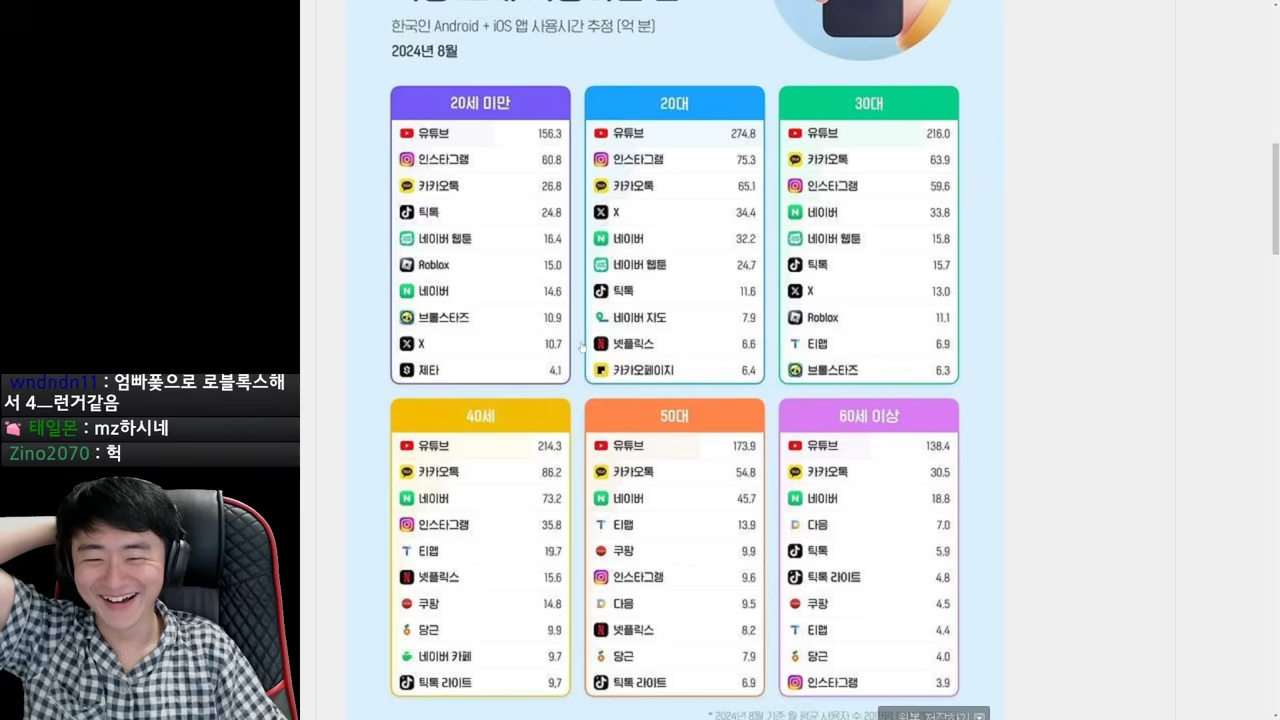 한국인 Android + iOS 앱 사용시간 추정 (억 분)
2024년 8월
20세 미만
유튜브 156.3
인스타그램 60.8
카카오톡 26.8
틱톡 24.8
네이버 웹툰 16.4
Roblox 15.0
네이버 14.6
브롤스타즈 10.9
X 10.7
제타 4.1
20대
유튜브 274.8
인스타그램 75.3
카카오톡 65.1
X 34.4
네이버 32.2
네이버 웹툰 24.7
틱톡 11.6
네이버 지도 7.9
넷플릭스 6.6
카카오페이지 6.4
30대
유튜브 216.0
카카오톡 63.9
인스타그램 59.6
네이버 33.8
네이버 웹툰 15.8
틱톡 15.7
X 13.0
Roblox 11.1
티맵 6.9
브롤스타즈 6.3
40세
유튜브 214.3
카카오톡 86.2
네이버 73.2
인스타그램 35.8
티맵 19.7
넷플릭스 15.6
쿠팡 14.8
당근 9.9
네이버 카페 9.7
틱톡 라이트 9.7
50대
유튜브 173.9
카카오톡 54.8
네이버 45.7
티맵 13.9
쿠팡 9.9
인스타그램 9.6
다음 9.5
넷플릭스 8.2
당근 7.9
틱톡 라이트 6.9
60세 이상
유튜브 138.4
카카오톡 30.5
네이버 18.8
다음 7.0
틱톡 5.9
틱톡 라이트 4.8
쿠팡 4.5
티맵 4.4
당근 4.0
인스타그램 3.9
* 2024년 8월 기준 월 평균 사용자 수
wndndn11 : 엄빠폰으로 로블록스해
서 4ㅡ런거같음
태일몬 : mz하시네
Zino2070 : 헉